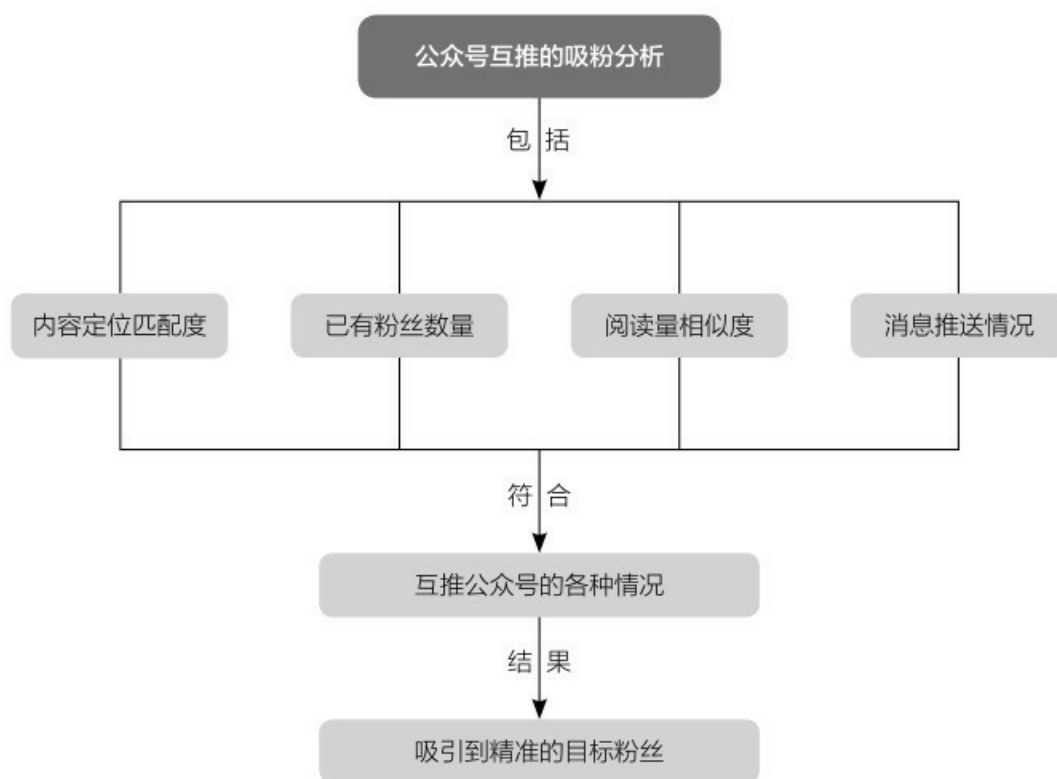 公众号互推的吸粉分析
包括
内容定位匹配度
已有粉丝数量
阅读量相似度
消息推送情况
符合
互推公众号的各种情况
结果
吸引到精准的目标粉丝